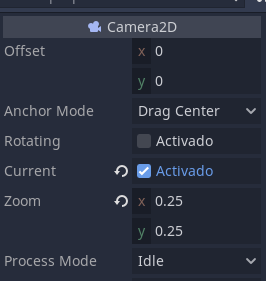 Camera2D
Offset x 0
y 0
Anchor Mode Drag Center
Rotating Activado
Current Activado
Zoom x 0.25
y 0.25
Process Mode Idle